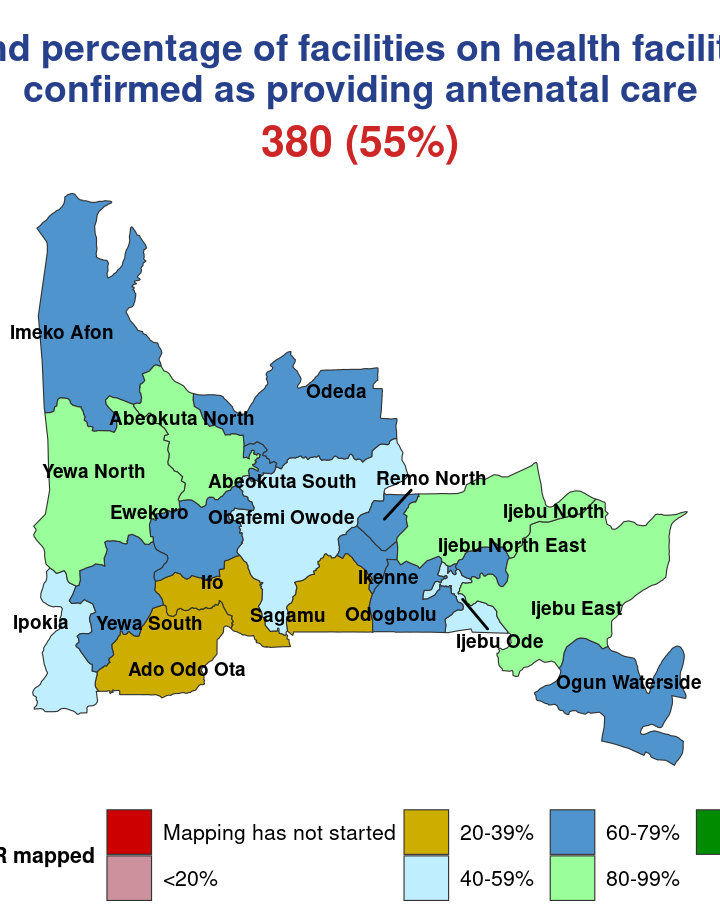 nd percentage of facilities on health facilit
confirmed as providing antenatal care
380 (55%)
Imeko Afon
Odeda
Abeokuta North
Yewa North
Abeokuta South
Remo North
Ewekoro
Obafemi Owode
Ijebu North
Ijebu North East
Ifo
Ikenne
Ijebu East
Ipokia
Yewa South
Sagamu
Odogbolu
Ijebu Ode
Ado Odo Ota
Ogun Waterside
R mapped
Mapping has not started
20-39%
60-79%
<20%
40-59%
80-99%